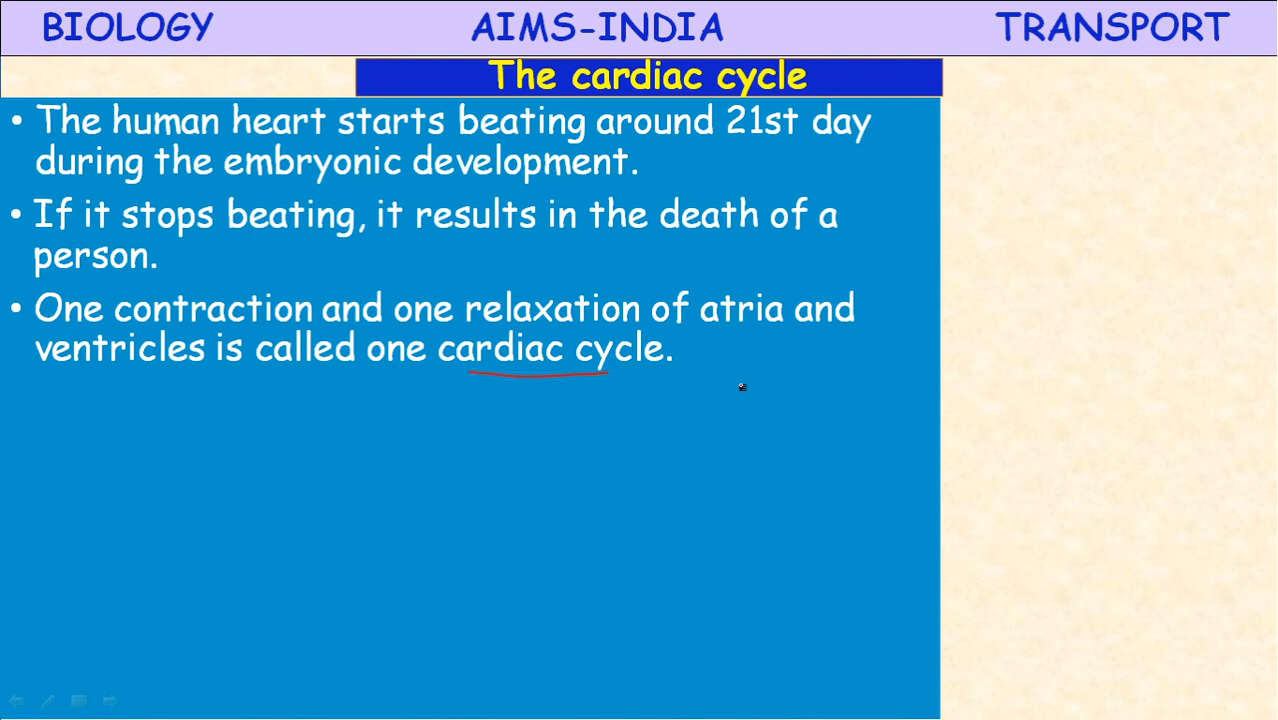 BIOLOGY AIMS-INDIA TRANSPORT
The cardiac cycle
• The human heart starts beating around 21st day
during the embryonic development.
• If it stops beating, it results in the death of a
person.
• One contraction and one relaxation of atria and
ventricles is called one cardiac cycle.